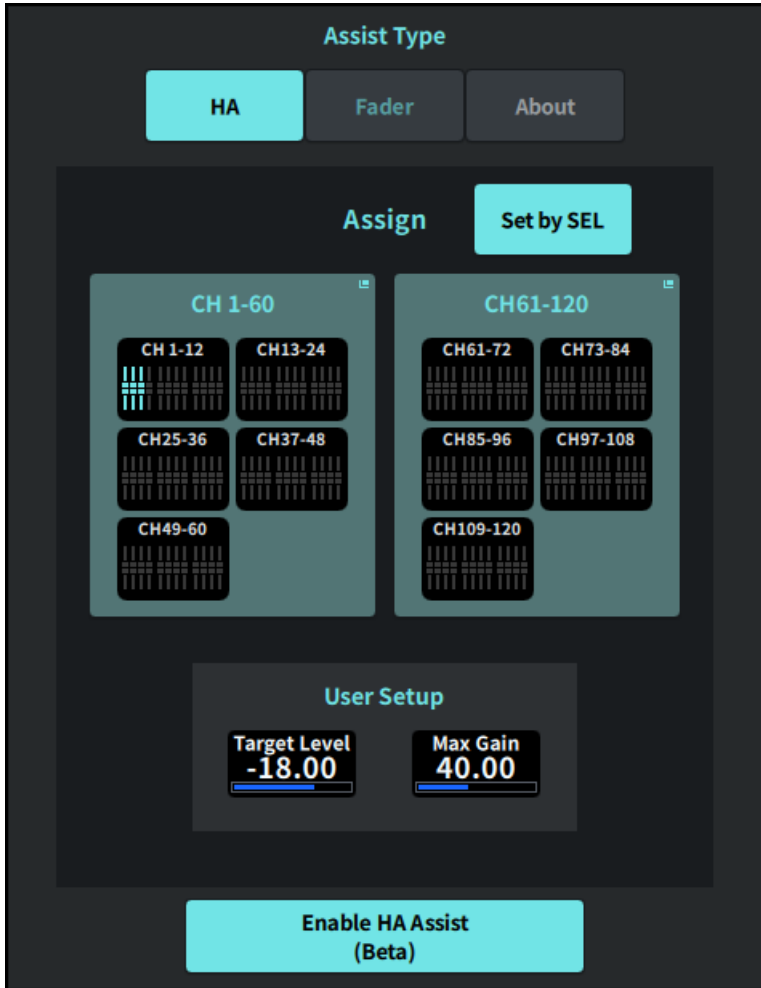 Assist Type
HA Fader About
Assign Set by SEL
CH 1-60
CH 1-12 CH13-24
CH25-36 CH37-48
CH49-60
CH61-120
CH61-72 CH73-84
CH85-96 CH97-108
CH109-120
User Setup
Target Level
-18.00
Max Gain
40.00
Enable HA Assist
(Beta)